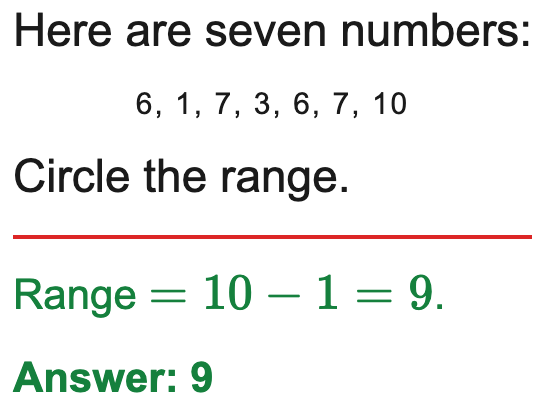 Here are seven numbers:
6, 1, 7, 3, 6, 7, 10
Circle the range.
Range = 10 − 1 = 9.
Answer: 9